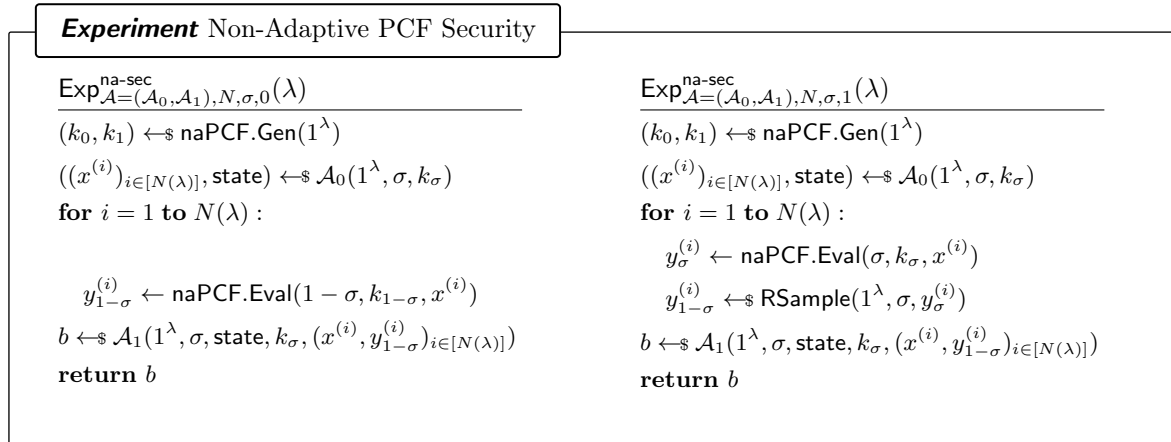 Experiment Non-Adaptive PCF Security
Exp^{na-sec}_{𝒜=(𝒜_0,𝒜_1),N,σ,0}(λ)
(k_0, k_1) ←$ naPCF.Gen(1^λ)
((x^{(i)})_{i∈[N(λ)]}, state) ←$ 𝒜_0(1^λ, σ, k_σ)
for i = 1 to N(λ) :
y^{(i)}_{1−σ} ← naPCF.Eval(1 − σ, k_{1−σ}, x^{(i)})
b ←$ 𝒜_1(1^λ, σ, state, k_σ, (x^{(i)}, y^{(i)}_{1−σ})_{i∈[N(λ)]})
return b
Exp^{na-sec}_{𝒜=(𝒜_0,𝒜_1),N,σ,1}(λ)
(k_0, k_1) ←$ naPCF.Gen(1^λ)
((x^{(i)})_{i∈[N(λ)]}, state) ←$ 𝒜_0(1^λ, σ, k_σ)
for i = 1 to N(λ) :
y^{(i)}_σ ← naPCF.Eval(σ, k_σ, x^{(i)})
y^{(i)}_{1−σ} ←$ RSample(1^λ, σ, y^{(i)}_σ)
b ←$ 𝒜_1(1^λ, σ, state, k_σ, (x^{(i)}, y^{(i)}_{1−σ})_{i∈[N(λ)]})
return b